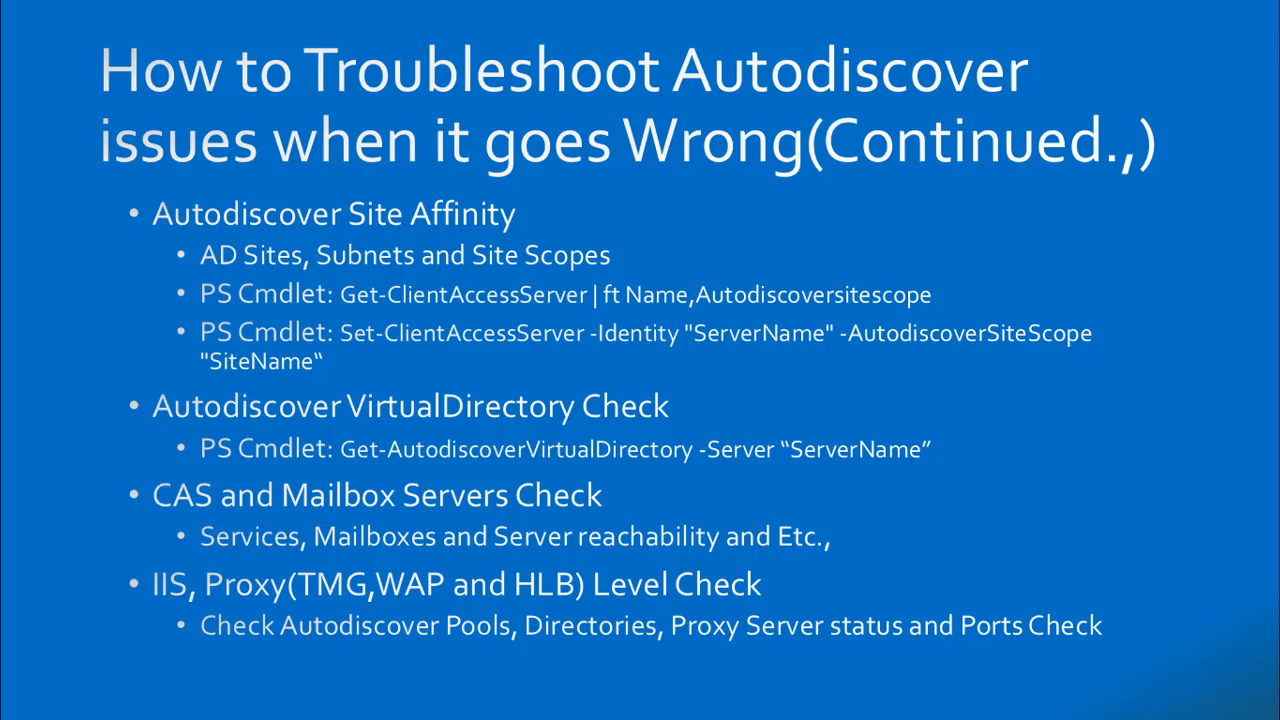 How to Troubleshoot Autodiscover
issues when it goes Wrong(Continued.,)
• Autodiscover Site Affinity
• AD Sites, Subnets and Site Scopes
• PS Cmdlet: Get-ClientAccessServer | ft Name,Autodiscoversitescope
• PS Cmdlet: Set-ClientAccessServer -Identity "ServerName" -AutodiscoverSiteScope
"SiteName“
• Autodiscover VirtualDirectory Check
• PS Cmdlet: Get-AutodiscoverVirtualDirectory -Server “ServerName”
• CAS and Mailbox Servers Check
• Services, Mailboxes and Server reachability and Etc.,
• IIS, Proxy(TMG,WAP and HLB) Level Check
• Check Autodiscover Pools, Directories, Proxy Server status and Ports Check